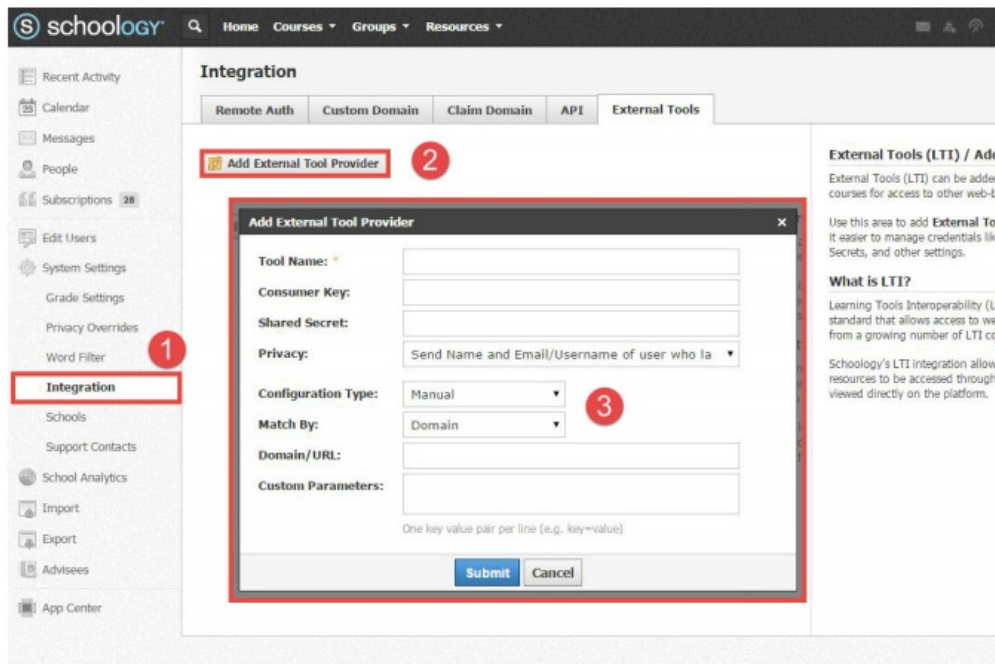 S schoology
Home Courses Groups Resources
Recent Activity
25 Calendar
Messages
People
Subscriptions 28
Edit Users
System Settings
Grade Settings
Privacy Overrides
Word Filter
1
Integration
Schools
Support Contacts
School Analytics
Import
Export
Advisees
App Center
Integration
Remote Auth Custom Domain Claim Domain API External Tools
Add External Tool Provider 2
Add External Tool Provider ×
Tool Name: *
Consumer Key:
Shared Secret:
Privacy: Send Name and Email/Username of user who la
Configuration Type: Manual
3
Match By: Domain
Domain/URL:
Custom Parameters:
One key value pair per line (e.g. key=value)
Submit Cancel
External Tools (LTI) / Ad
External Tools (LTI) can be adde
courses for access to other web-b
Use this area to add External To
it easier to manage credentials lik
Secrets, and other settings.
What is LTI?
Learning Tools Interoperability (L
standard that allows access to we
from a growing number of LTI co
Schoology's LTI integration allow
resources to be accessed through
viewed directly on the platform.